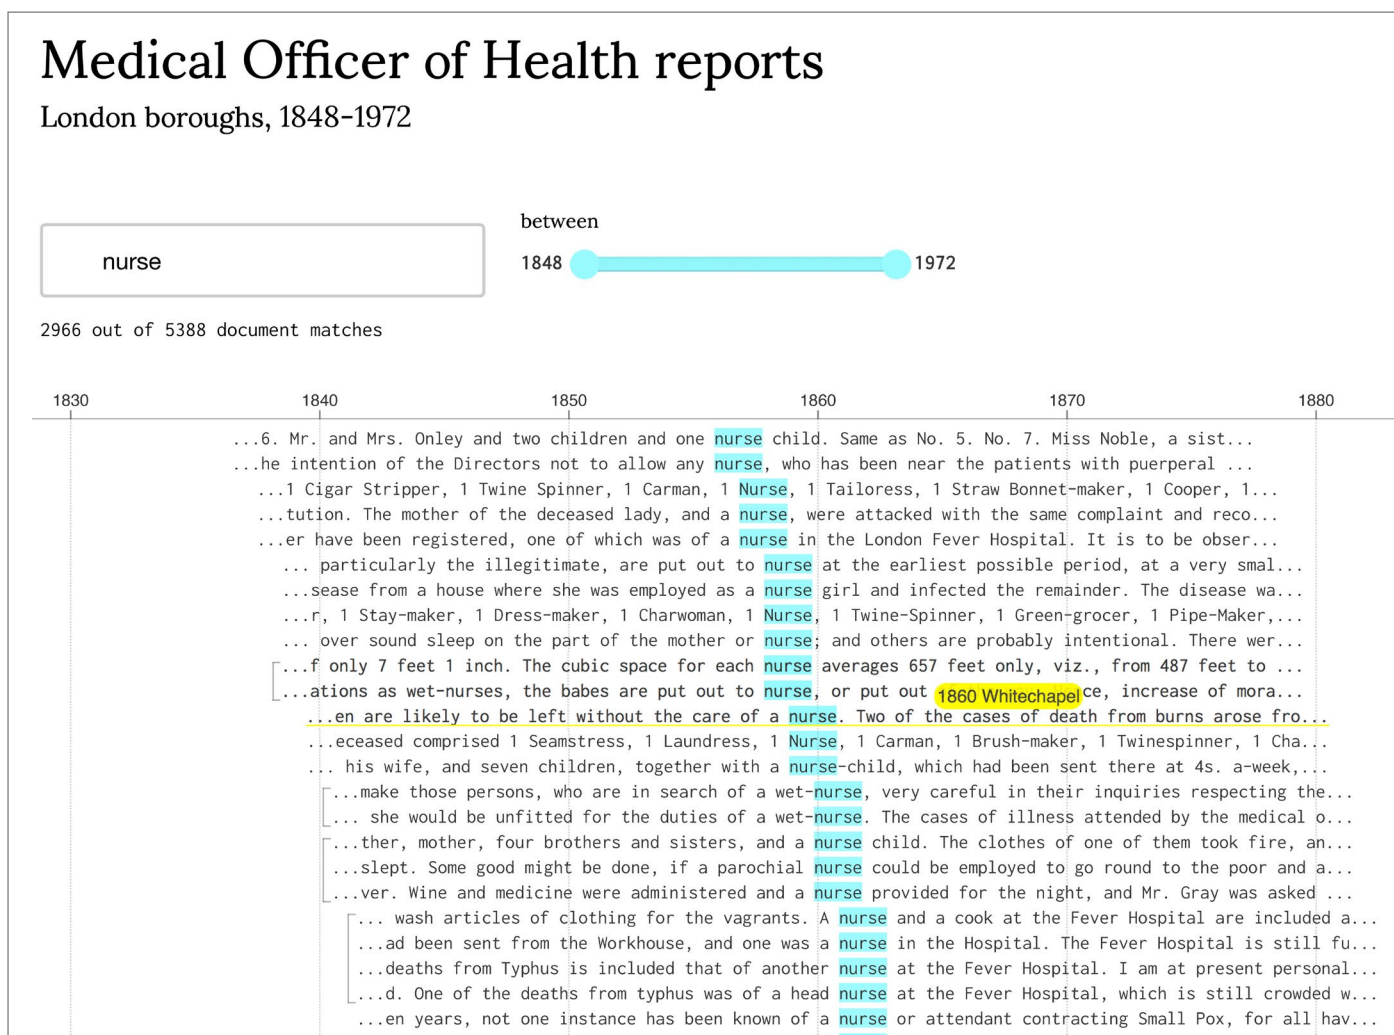 Medical Officer of Health reports
London boroughs, 1848-1972
between
nurse
1848 1972
2966 out of 5388 document matches
1830 1840 1850 1860 1870 1880
...6. Mr. and Mrs. Onley and two children and one nurse child. Same as No. 5. No. 7. Miss Noble, a sist...
...he intention of the Directors not to allow any nurse, who has been near the patients with puerperal ...
...1 Cigar Stripper, 1 Twine Spinner, 1 Carman, 1 Nurse, 1 Tailoress, 1 Straw Bonnet-maker, 1 Cooper, 1...
...tution. The mother of the deceased lady, and a nurse, were attacked with the same complaint and reco...
...er have been registered, one of which was of a nurse in the London Fever Hospital. It is to be obser...
... particularly the illegitimate, are put out to nurse at the earliest possible period, at a very smal...
...sease from a house where she was employed as a nurse girl and infected the remainder. The disease wa...
...r, 1 Stay-maker, 1 Dress-maker, 1 Charwoman, 1 Nurse, 1 Twine-Spinner, 1 Green-grocer, 1 Pipe-Maker,...
... over sound sleep on the part of the mother or nurse; and others are probably intentional. There wer...
...f only 7 feet 1 inch. The cubic space for each nurse averages 657 feet only, viz., from 487 feet to ...
...ations as wet-nurses, the babes are put out to nurse, or put out 1860 Whitechapel ce, increase of mora...
...en are likely to be left without the care of a nurse. Two of the cases of death from burns arose fro...
...eceased comprised 1 Seamstress, 1 Laundress, 1 Nurse, 1 Carman, 1 Brush-maker, 1 Twinespinner, 1 Cha...
... his wife, and seven children, together with a nurse-child, which had been sent there at 4s. a-week,...
...make those persons, who are in search of a wet-nurse, very careful in their inquiries respecting the...
... she would be unfitted for the duties of a wet-nurse. The cases of illness attended by the medical o...
...ther, mother, four brothers and sisters, and a nurse child. The clothes of one of them took fire, an...
...slept. Some good might be done, if a parochial nurse could be employed to go round to the poor and a...
...ver. Wine and medicine were administered and a nurse provided for the night, and Mr. Gray was asked ...
... wash articles of clothing for the vagrants. A nurse and a cook at the Fever Hospital are included a...
...ad been sent from the Workhouse, and one was a nurse in the Hospital. The Fever Hospital is still fu...
...deaths from Typhus is included that of another nurse at the Fever Hospital. I am at present personal...
...d. One of the deaths from typhus was of a head nurse at the Fever Hospital, which is still crowded w...
...en years, not one instance has been known of a nurse or attendant contracting Small Pox, for all hav...